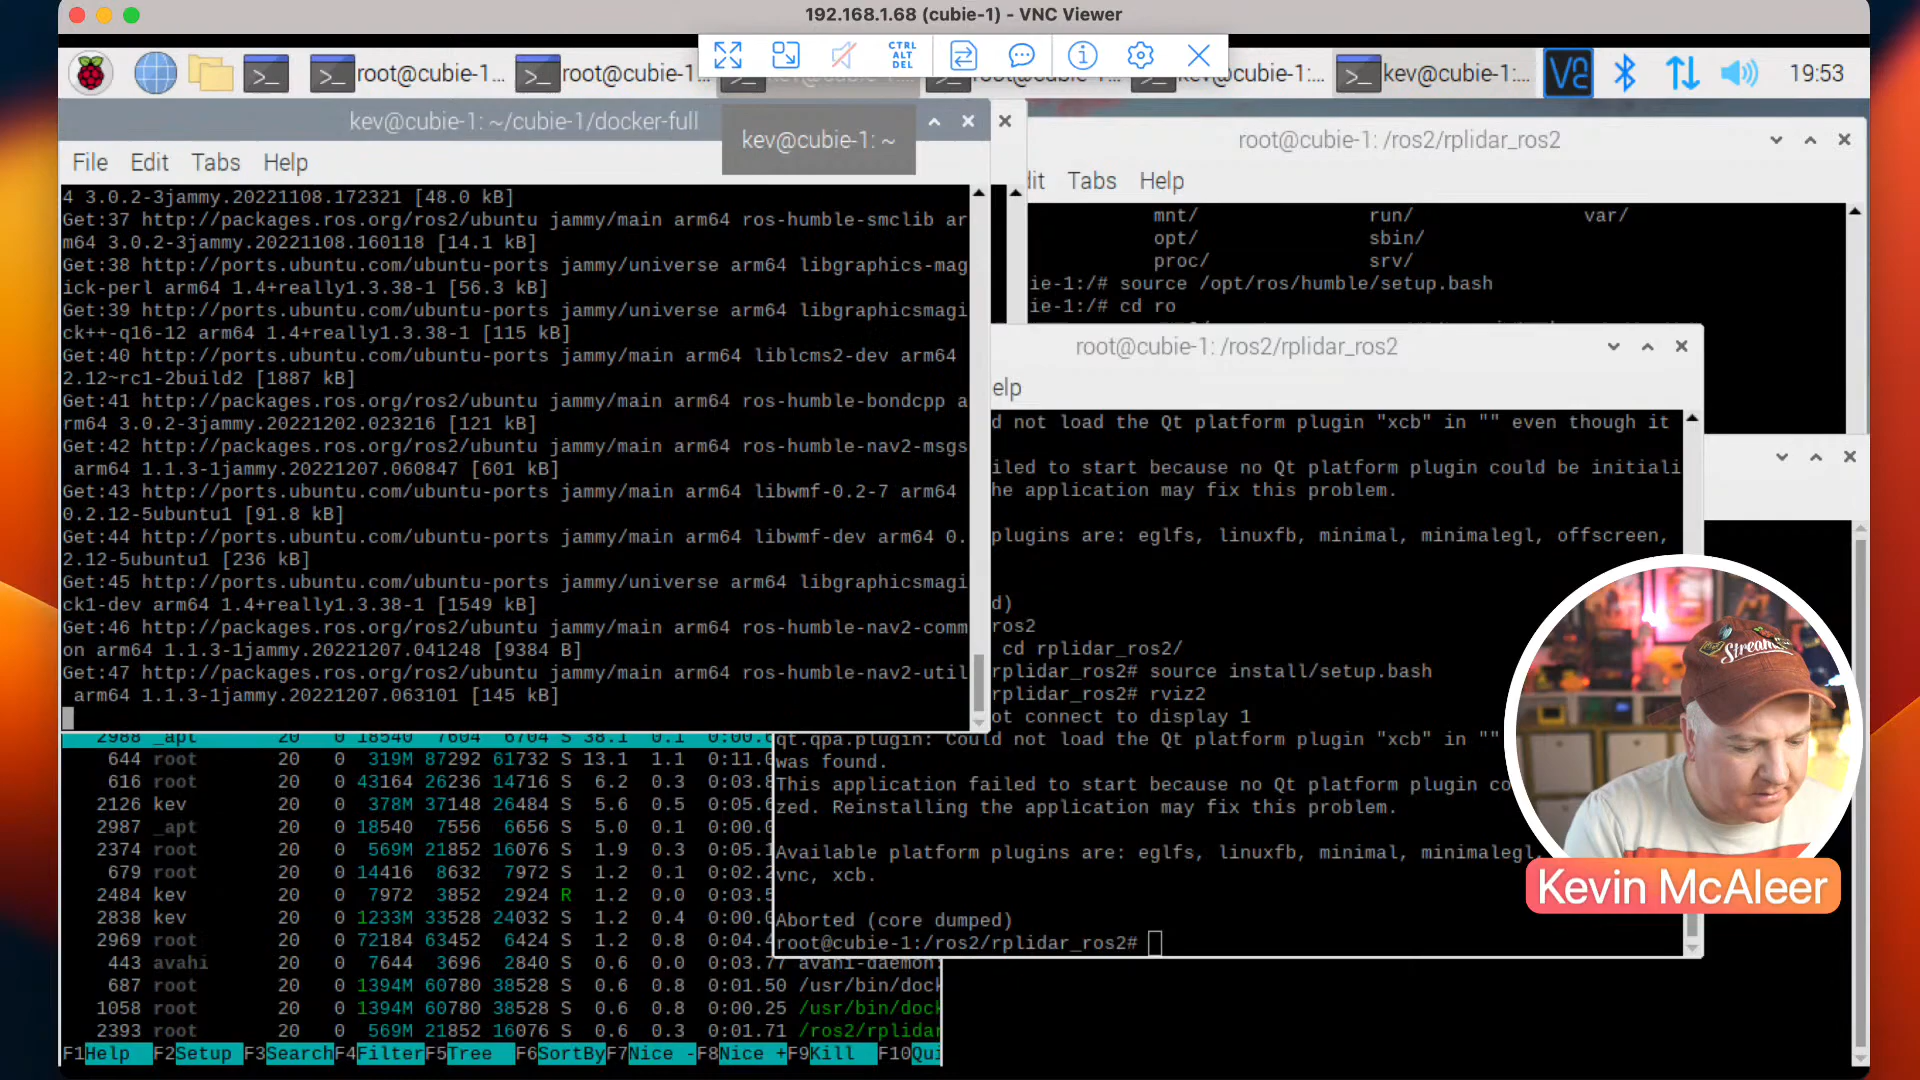 192.168.1.68 (cubie-1) - VNC Viewer
CTRL
ALT
DEL
root@cubie-1:...
root@cubie-1:
kev@cubie-1:...
V2
19:53
kev@cubie-1: ~/cubie-1/docker-full
kev@cubie-1: ~
File Edit Tabs Help
4 3.0.2-3jammy.20221108.172321 [48.0 kB]
Get:37 http://packages.ros.org/ros2/ubuntu jammy/main arm64 ros-humble-smclib ar
m64 3.0.2-3jammy.20221108.160118 [14.1 kB]
Get:38 http://ports.ubuntu.com/ubuntu-ports jammy/universe arm64 libgraphics-mag
ick-perl arm64 1.4+really1.3.38-1 [56.3 kB]
Get:39 http://ports.ubuntu.com/ubuntu-ports jammy/universe arm64 libgraphicsmagi
ck++-q16-12 arm64 1.4+really1.3.38-1 [115 kB]
Get:40 http://ports.ubuntu.com/ubuntu-ports jammy/main arm64 liblcms2-dev arm64
2.12~rc1-2build2 [1887 kB]
Get:41 http://packages.ros.org/ros2/ubuntu jammy/main arm64 ros-humble-bondcpp a
rm64 3.0.2-3jammy.20221202.023216 [121 kB]
Get:42 http://packages.ros.org/ros2/ubuntu jammy/main arm64 ros-humble-nav2-msgs
arm64 1.1.3-1jammy.20221207.060847 [601 kB]
Get:43 http://ports.ubuntu.com/ubuntu-ports jammy/main arm64 libwmf-0.2-7 arm64
0.2.12-5ubuntu1 [91.8 kB]
Get:44 http://ports.ubuntu.com/ubuntu-ports jammy/main arm64 libwmf-dev arm64 0.
2.12-5ubuntu1 [236 kB]
Get:45 http://ports.ubuntu.com/ubuntu-ports jammy/universe arm64 libgraphicsmagi
ck1-dev arm64 1.4+really1.3.38-1 [1549 kB]
Get:46 http://packages.ros.org/ros2/ubuntu jammy/main arm64 ros-humble-nav2-comm
on arm64 1.1.3-1jammy.20221207.041248 [9384 B]
Get:47 http://packages.ros.org/ros2/ubuntu jammy/main arm64 ros-humble-nav2-util
arm64 1.1.3-1jammy.20221207.063101 [145 kB]
root@cubie-1: /ros2/rplidar_ros2
dit Tabs Help
mnt/ run/ var/
opt/ sbin/
proc/ srv/
ie-1:/# source /opt/ros/humble/setup.bash
ie-1:/# cd ro
root@cubie-1: /ros2/rplidar_ros2
elp
d not load the Qt platform plugin "xcb" in "" even though it
iled to start because no Qt platform plugin could be initiali
he application may fix this problem.
plugins are: eglfs, linuxfb, minimal, minimalegl, offscreen,
d)
ros2
cd rplidar_ros2/
rplidar_ros2# source install/setup.bash
rplidar_ros2# rviz2
ot connect to display 1
qt.qpa.plugin: Could not load the Qt platform plugin "xcb" in ""
was found.
This application failed to start because no Qt platform plugin co
zed. Reinstalling the application may fix this problem.
Available platform plugins are: eglfs, linuxfb, minimal, minimalegl,
vnc, xcb.
Aborted (core dumped)
root@cubie-1:/ros2/rplidar_ros2#
2988 _apt 20 0 18540 7604 6704 S 38.1 0.1 0:00.
644 root 20 0 319M 87292 61732 S 13.1 1.1 0:11.0
616 root 20 0 43164 26236 14716 S 6.2 0.3 0:03.8
2126 kev 20 0 378M 37148 26484 S 5.6 0.5 0:05.6
2987 _apt 20 0 18540 7556 6656 S 5.0 0.1 0:00.
2374 root 20 0 569M 21852 16076 S 1.9 0.3 0:05.1
679 root 20 0 14416 8632 7972 S 1.2 0.1 0:02.2
2484 kev 20 0 7972 3852 2924 R 1.2 0.0 0:03.5
2838 kev 20 0 1233M 33528 24032 S 1.2 0.4 0:00.
2969 root 20 0 72184 63452 6424 S 1.2 0.8 0:04.4
443 avahi 20 0 7644 3696 2840 S 0.6 0.0 0:03.77 avahi-daemon:
687 root 20 0 1394M 60780 38528 S 0.6 0.8 0:01.50 /usr/bin/dock
1058 root 20 0 1394M 60780 38528 S 0.6 0.8 0:00.25 /usr/bin/dock
2393 root 20 0 569M 21852 16076 S 0.6 0.3 0:01.71 /ros2/rplidar
F1Help F2Setup F3Search F4Filter F5Tree F6SortBy F7Nice - F8Nice + F9Kill F10Qui
Kevin McAleer